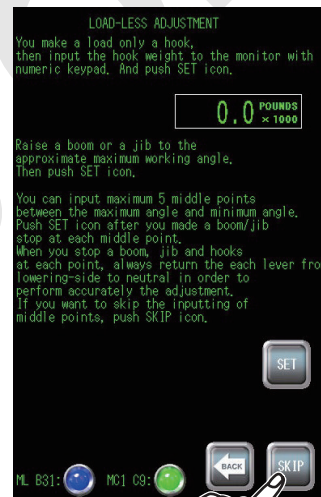 LOAD-LESS ADJUSTMENT
You make a load only a hook,
then input the hook weight to the monitor with
numeric keypad. And push SET icon.
0.0 POUNDS × 1000
Raise a boom or a jib to the
approximate maximum working angle.
Then push SET icon.
You can input maximum 5 middle points
between the maximum angle and minimum angle.
Push SET icon after you made a boom/jib
stop at each middle point.
When you stop a boom, jib and hooks
at each point, always return the each lever fro
lowering-side to neutral in order to
perform accurately the adjustment.
If you want to skip the inputting of
middle points, push SKIP icon.
SET
ML B31: MC1 C9: BACK SKIP